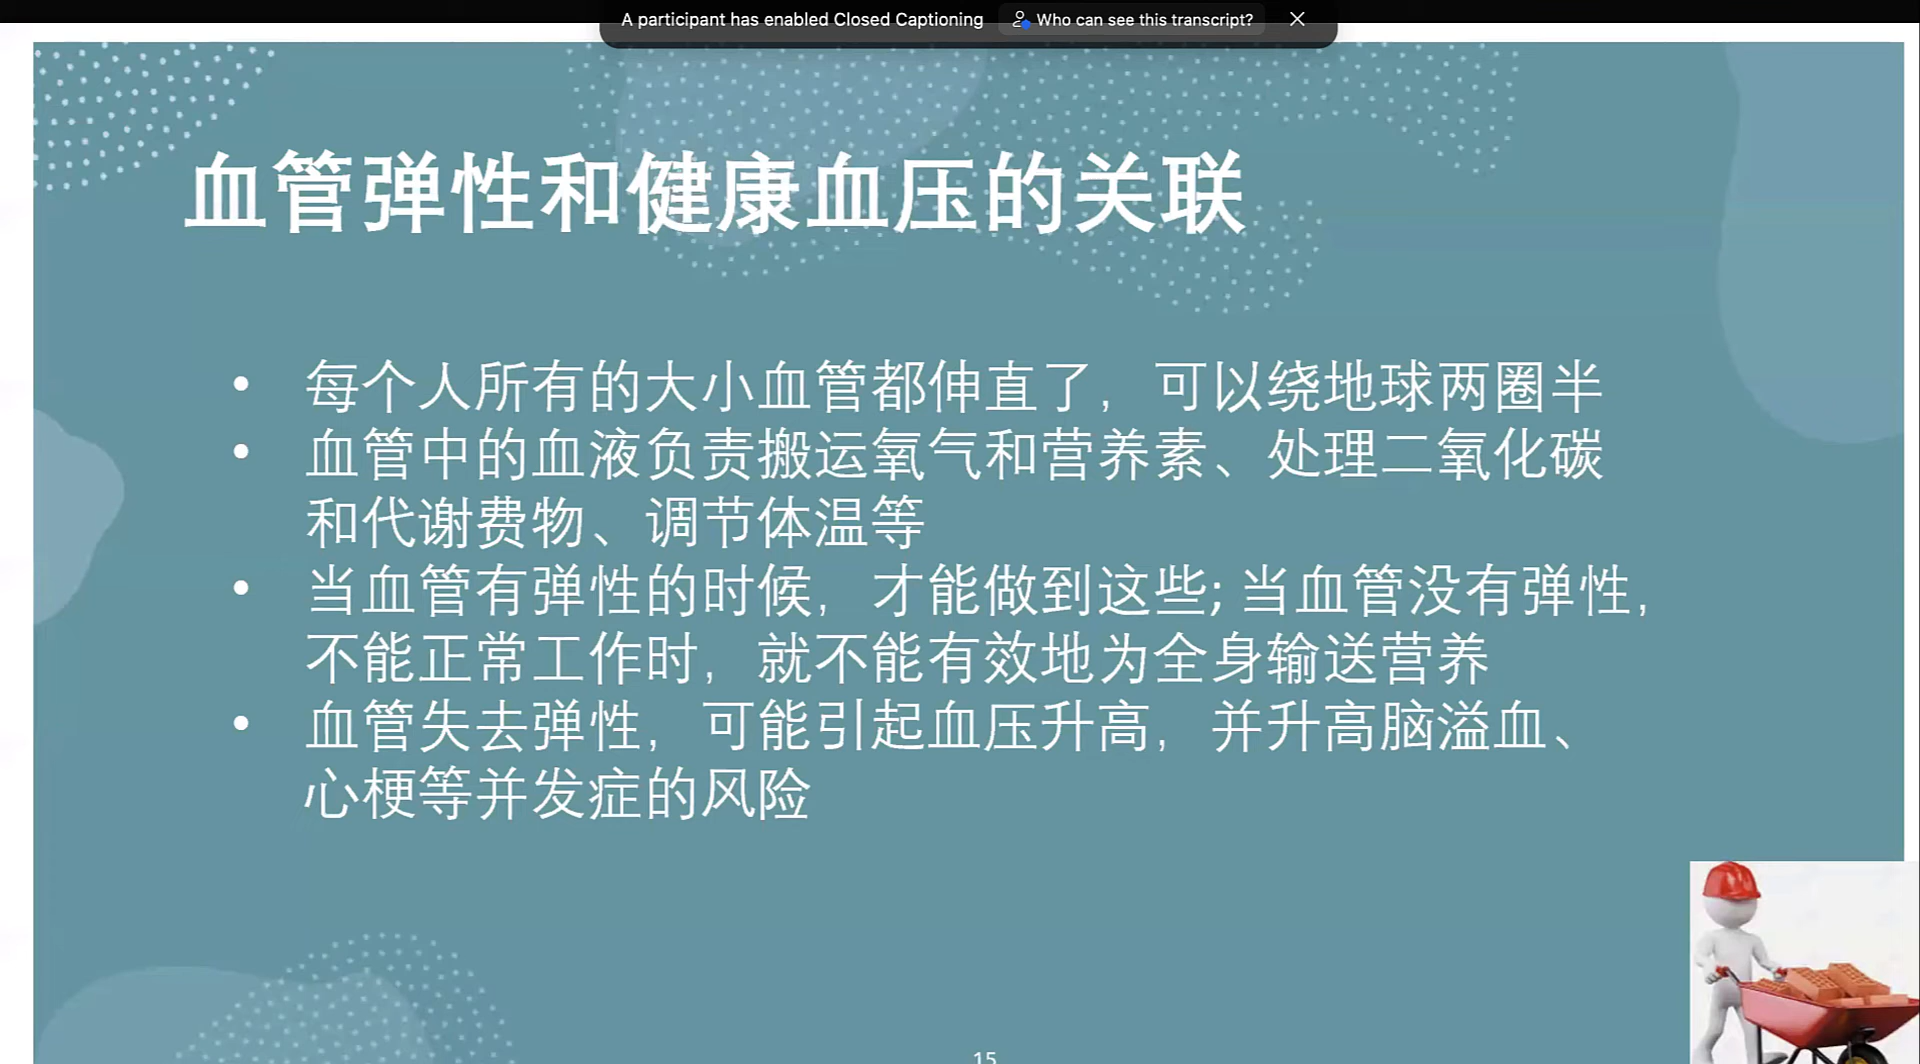 A participant has enabled Closed Captioning Who can see this transcript?
血管弹性和健康血压的关联
• 每个人所有的大小血管都伸直了，可以绕地球两圈半
• 血管中的血液负责搬运氧气和营养素、处理二氧化碳
和代谢费物、调节体温等
• 当血管有弹性的时候，才能做到这些; 当血管没有弹性，
不能正常工作时，就不能有效地为全身输送营养
• 血管失去弹性，可能引起血压升高，并升高脑溢血、
心梗等并发症的风险
15